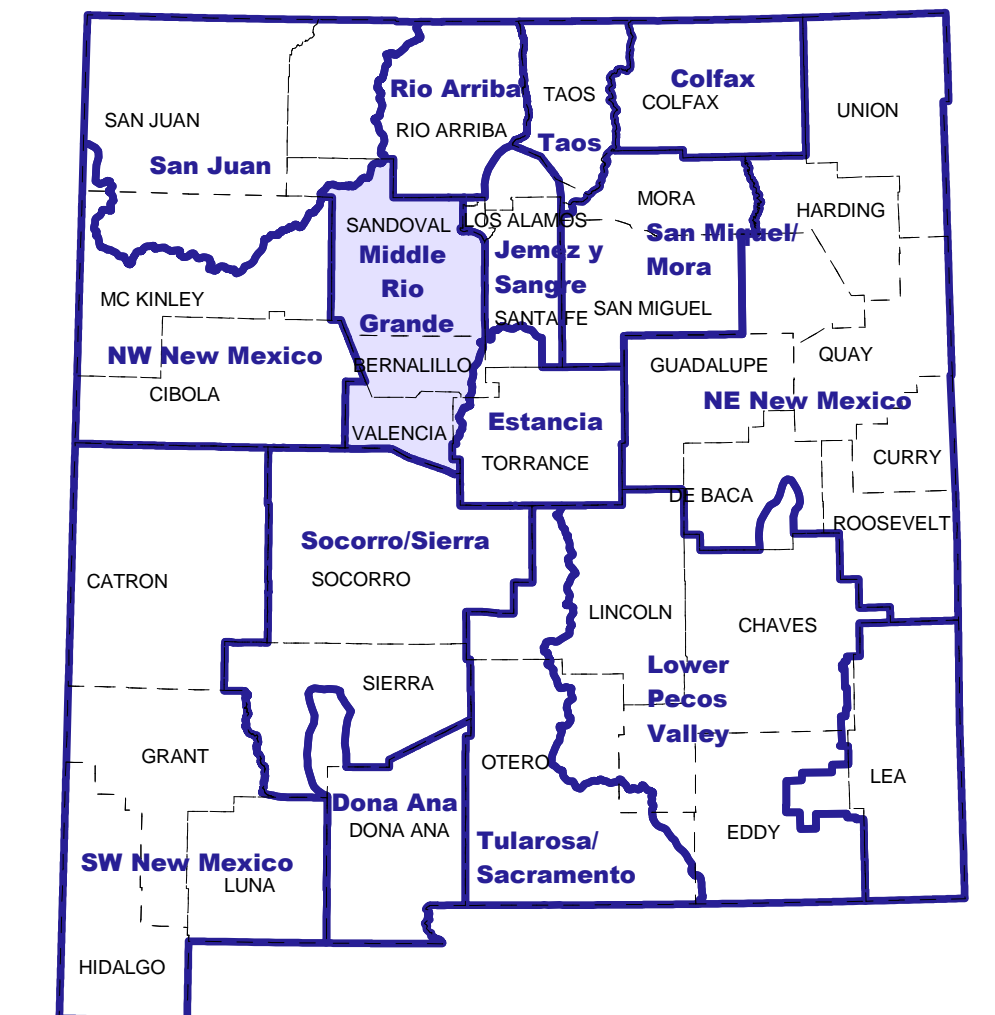 Colfax
Rio Arriba
TAOS
COLFAX
UNION
SAN JUAN
RIO ARRIBA
Taos
San Juan
MORA
HARDING
SANDOVAL
LOS ALAMOS
San Miguel/
Mora
Middle
Rio
Grande
Jemez y
Sangre
MC KINLEY
SANTA FE
SAN MIGUEL
NW New Mexico
BERNALILLO
GUADALUPE
QUAY
CIBOLA
NE New Mexico
Estancia
VALENCIA
TORRANCE
CURRY
DE BACA
ROOSEVELT
Socorro/Sierra
SOCORRO
CATRON
LINCOLN
CHAVES
Lower
Pecos
Valley
SIERRA
GRANT
OTERO
LEA
Dona Ana
DONA ANA
EDDY
Tularosa/
Sacramento
SW New Mexico
LUNA
HIDALGO